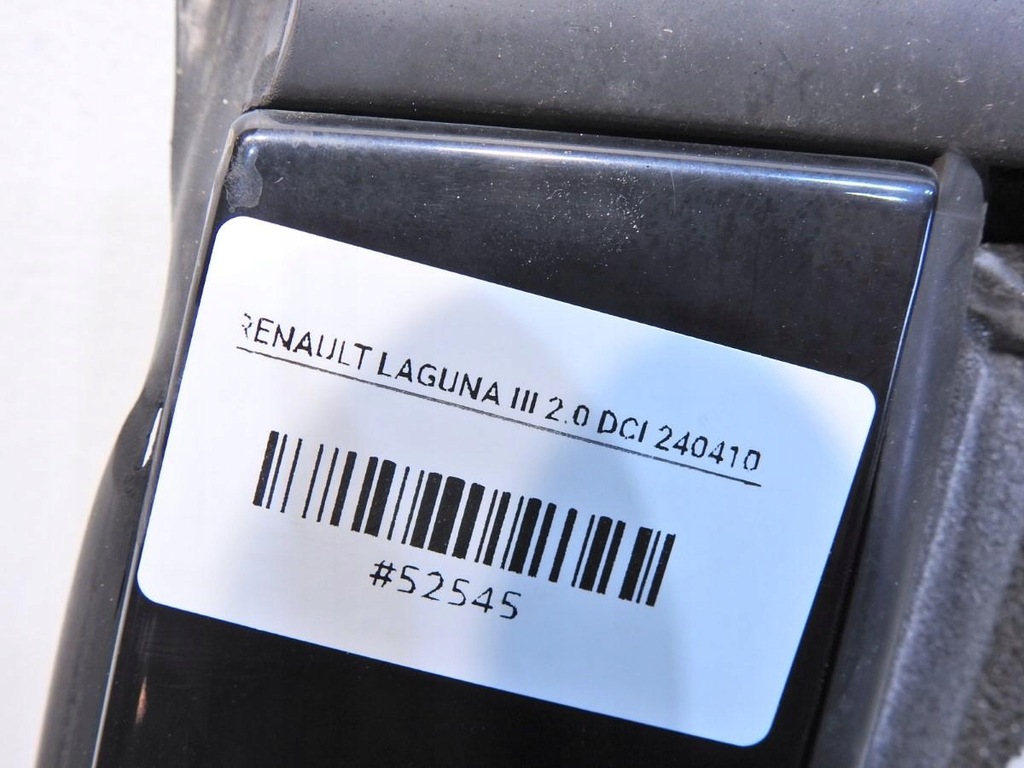 RENAULT LAGUNA III 2.0 DCI 240410
#52545